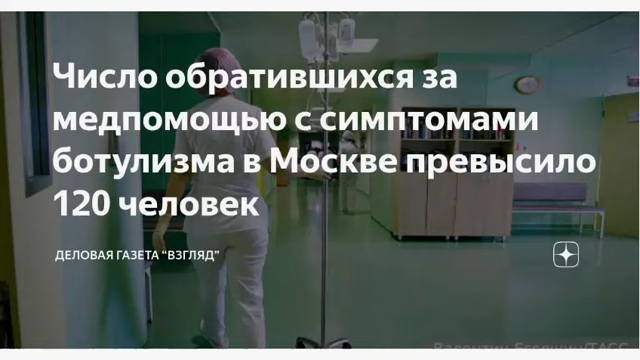 Число обратившихся за
медпомощью с симптомами
ботулизма в Москве превысило
120 человек
ДЕЛОВАЯ ГАЗЕТА “ВЗГЛЯД”